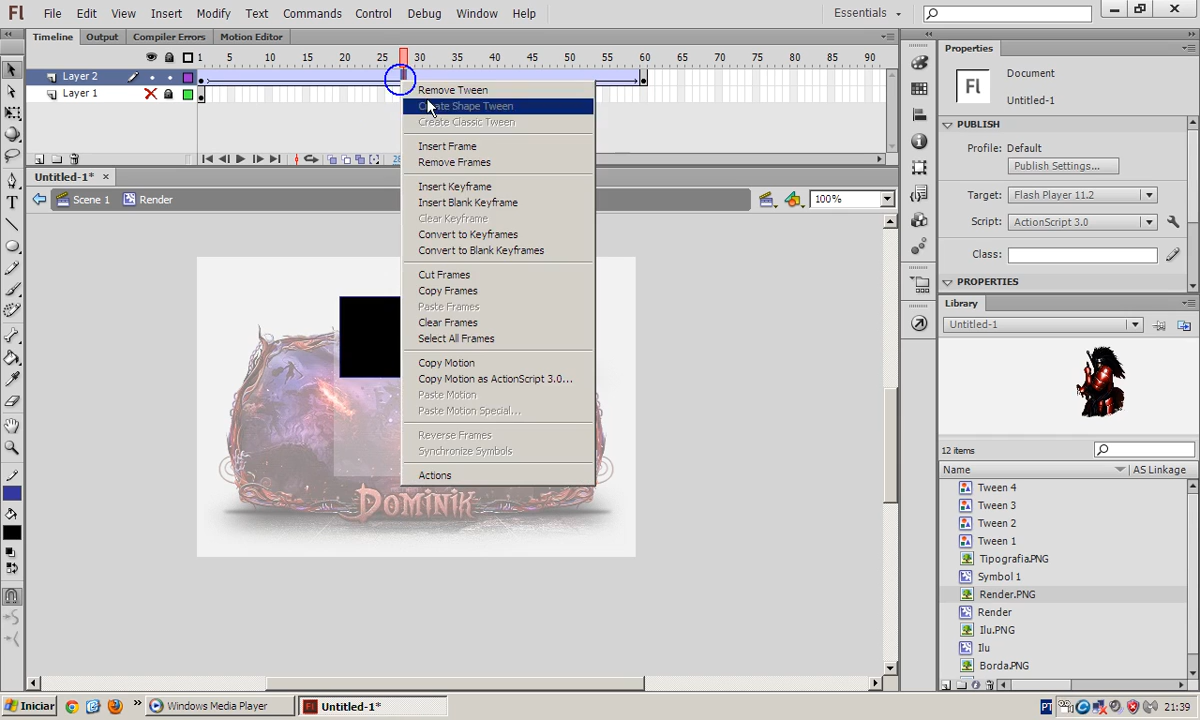 Fl File Edit View Insert Modify Text Commands Control Debug Window Help Essentials
Timeline Output Compiler Errors Motion Editor
1 5 10 15 20 25 30 35 40 45 50 55 60 65 70 75 80 85 90
Layer 2
Layer 1
Remove Tween
Create Shape Tween
Create Classic Tween
Insert Frame
Remove Frames
Insert Keyframe
Insert Blank Keyframe
Clear Keyframe
Convert to Keyframes
Convert to Blank Keyframes
Cut Frames
Copy Frames
Paste Frames
Clear Frames
Select All Frames
Copy Motion
Copy Motion as ActionScript 3.0...
Paste Motion
Paste Motion Special...
Reverse Frames
Synchronize Symbols
Actions
Untitled-1* ×
Scene 1 Render 100%
Dominik
Properties
Fl Document
Untitled-1
PUBLISH
Profile: Default
Publish Settings...
Target: Flash Player 11.2
Script: ActionScript 3.0
Class:
PROPERTIES
Library
Untitled-1
12 items
Name AS Linkage
Tween 4
Tween 3
Tween 2
Tween 1
Tipografia.PNG
Symbol 1
Render.PNG
Render
Ilu.PNG
Ilu
Borda.PNG
Iniciar » Windows Media Player Fl Untitled-1* PT 21:39